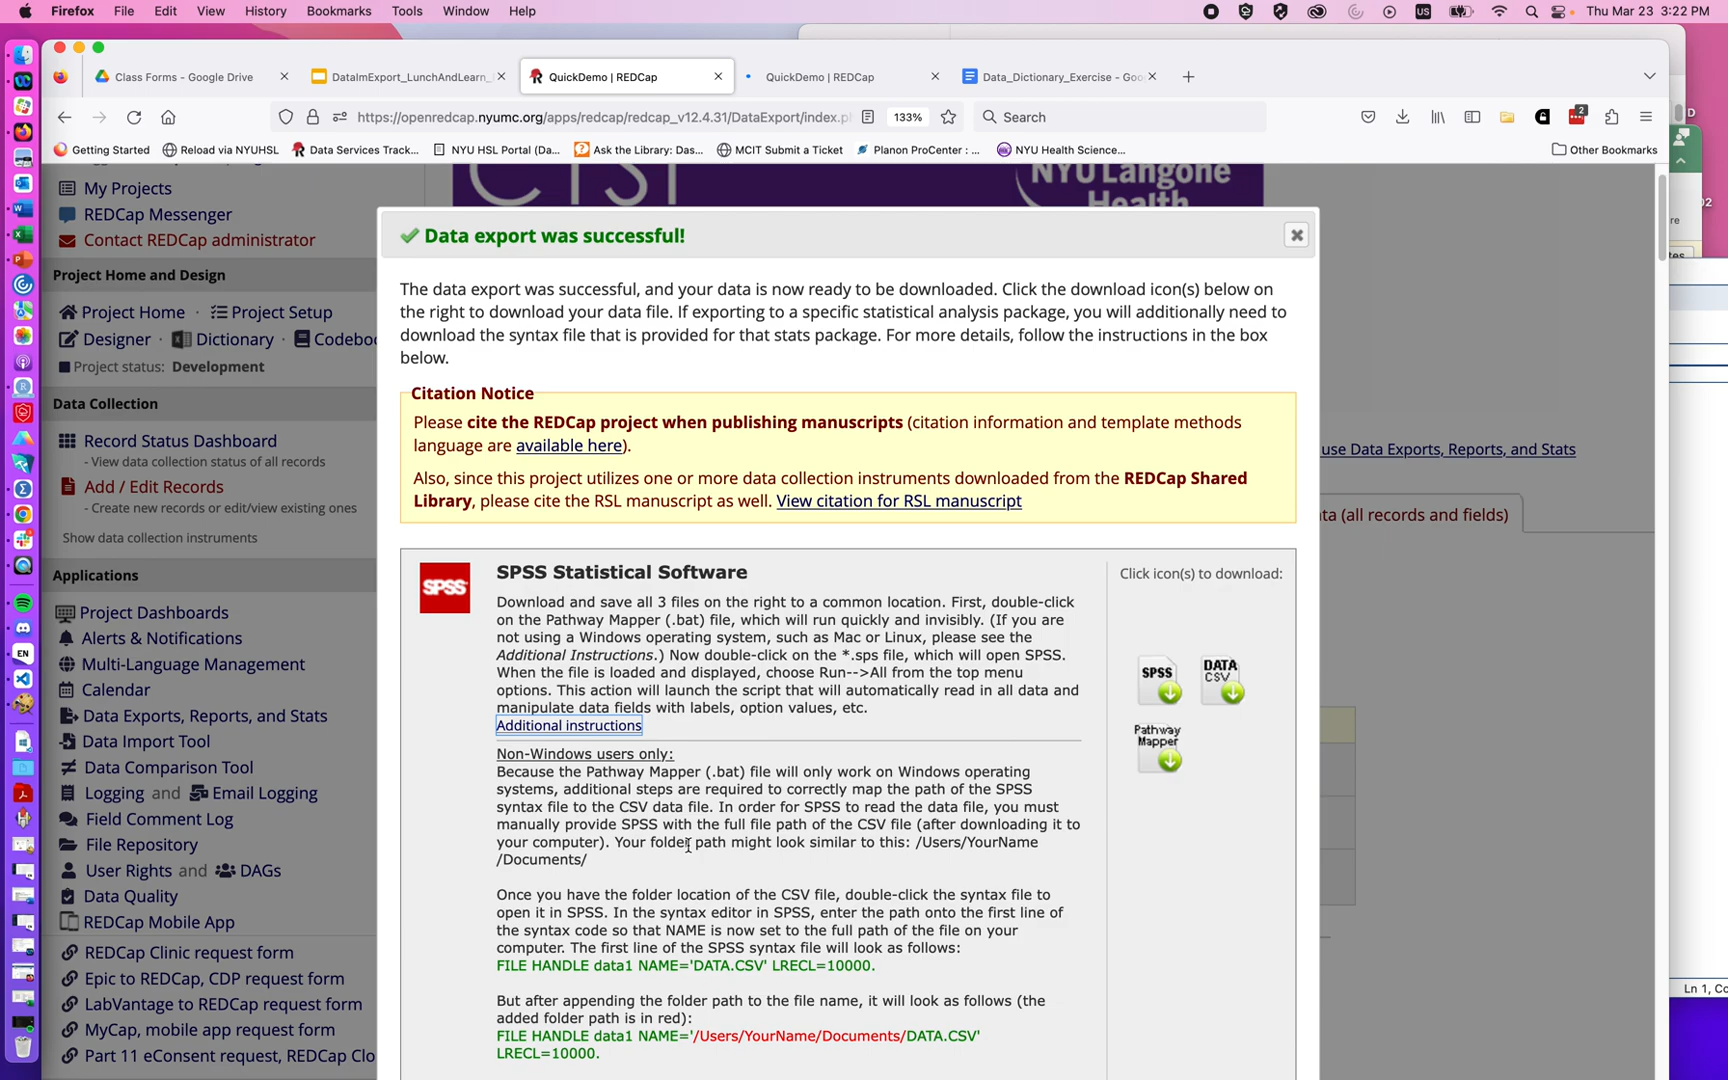 Firefox File Edit View History Bookmarks Tools Window Help
US
Thu Mar 23 3:22 PM
Class Forms - Google Drive
DataImExport_LunchAndLearn_
QuickDemo | REDCap
QuickDemo | REDCap
Data_Dictionary_Exercise - Goo
https://openredcap.nyumc.org/apps/redcap/redcap_v12.4.31/DataExport/index.p
133%
Search
2
Getting Started
Reload via NYUHSL
Data Services Track...
NYU HSL Portal (Da...
Ask the Library: Das...
MCIT Submit a Ticket
Planon ProCenter : ...
NYU Health Science...
Other Bookmarks
NYU Langone
Health
My Projects
REDCap Messenger
Contact REDCap administrator
Project Home and Design
Project Home · Project Setup
Designer · Dictionary · Codeboo
Project status: Development
Data Collection
Record Status Dashboard
- View data collection status of all records
Add / Edit Records
- Create new records or edit/view existing ones
Show data collection instruments
Applications
Project Dashboards
Alerts & Notifications
Multi-Language Management
Calendar
Data Exports, Reports, and Stats
Data Import Tool
Data Comparison Tool
Logging and Email Logging
Field Comment Log
File Repository
User Rights and DAGs
Data Quality
REDCap Mobile App
REDCap Clinic request form
Epic to REDCap, CDP request form
LabVantage to REDCap request form
MyCap, mobile app request form
Part 11 eConsent request, REDCap Clo
Data export was successful!
The data export was successful, and your data is now ready to be downloaded. Click the download icon(s) below on
the right to download your data file. If exporting to a specific statistical analysis package, you will additionally need to
download the syntax file that is provided for that stats package. For more details, follow the instructions in the box
below.
Citation Notice
Please cite the REDCap project when publishing manuscripts (citation information and template methods
language are available here).
Also, since this project utilizes one or more data collection instruments downloaded from the REDCap Shared
Library, please cite the RSL manuscript as well. View citation for RSL manuscript
SPSS
SPSS Statistical Software
Download and save all 3 files on the right to a common location. First, double-click
on the Pathway Mapper (.bat) file, which will run quickly and invisibly. (If you are
not using a Windows operating system, such as Mac or Linux, please see the
Additional Instructions.) Now double-click on the *.sps file, which will open SPSS.
When the file is loaded and displayed, choose Run-->All from the top menu
options. This action will launch the script that will automatically read in all data and
manipulate data fields with labels, option values, etc.
Additional instructions
Non-Windows users only:
Because the Pathway Mapper (.bat) file will only work on Windows operating
systems, additional steps are required to correctly map the path of the SPSS
syntax file to the CSV data file. In order for SPSS to read the data file, you must
manually provide SPSS with the full file path of the CSV file (after downloading it to
your computer). Your folder path might look similar to this: /Users/YourName
/Documents/
Once you have the folder location of the CSV file, double-click the syntax file to
open it in SPSS. In the syntax editor in SPSS, enter the path onto the first line of
the syntax code so that NAME is now set to the full path of the file on your
computer. The first line of the SPSS syntax file will look as follows:
FILE HANDLE data1 NAME='DATA.CSV' LRECL=10000.
But after appending the folder path to the file name, it will look as follows (the
added folder path is in red):
FILE HANDLE data1 NAME='/Users/YourName/Documents/DATA.CSV'
LRECL=10000.
Click icon(s) to download:
SPSS
DATA
CSV
Pathway
Mapper
use Data Exports, Reports, and Stats
ta (all records and fields)
EN
D
02
re
tes
Ln 1, Co